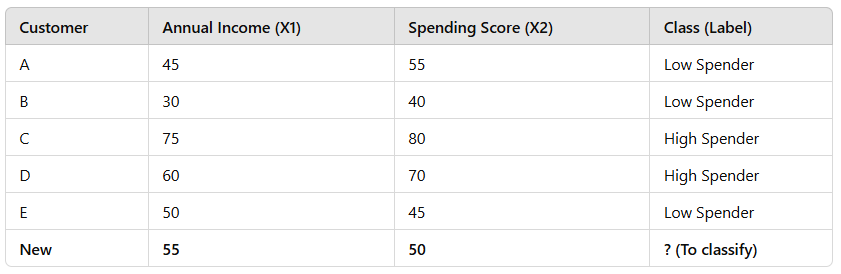 Customer Annual Income (X1) Spending Score (X2) Class (Label)
A 45 55 Low Spender
B 30 40 Low Spender
C 75 80 High Spender
D 60 70 High Spender
E 50 45 Low Spender
New 55 50 ? (To classify)